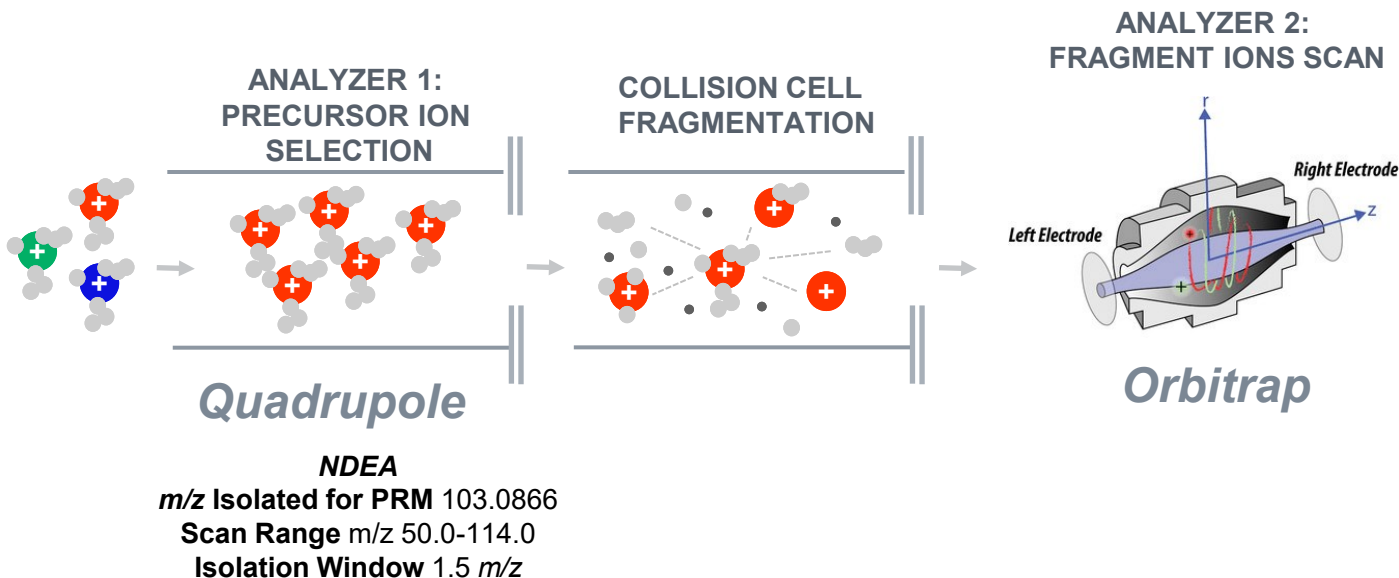 ANALYZER 1:
PRECURSOR ION
SELECTION
COLLISION CELL
FRAGMENTATION
ANALYZER 2:
FRAGMENT IONS SCAN
r
Right Electrode
z
Left Electrode
+
+
+
+
+
+
+
+
+
+
+
+
+
Quadrupole
Orbitrap
NDEA
m/z Isolated for PRM 103.0866
Scan Range m/z 50.0-114.0
Isolation Window 1.5 m/z